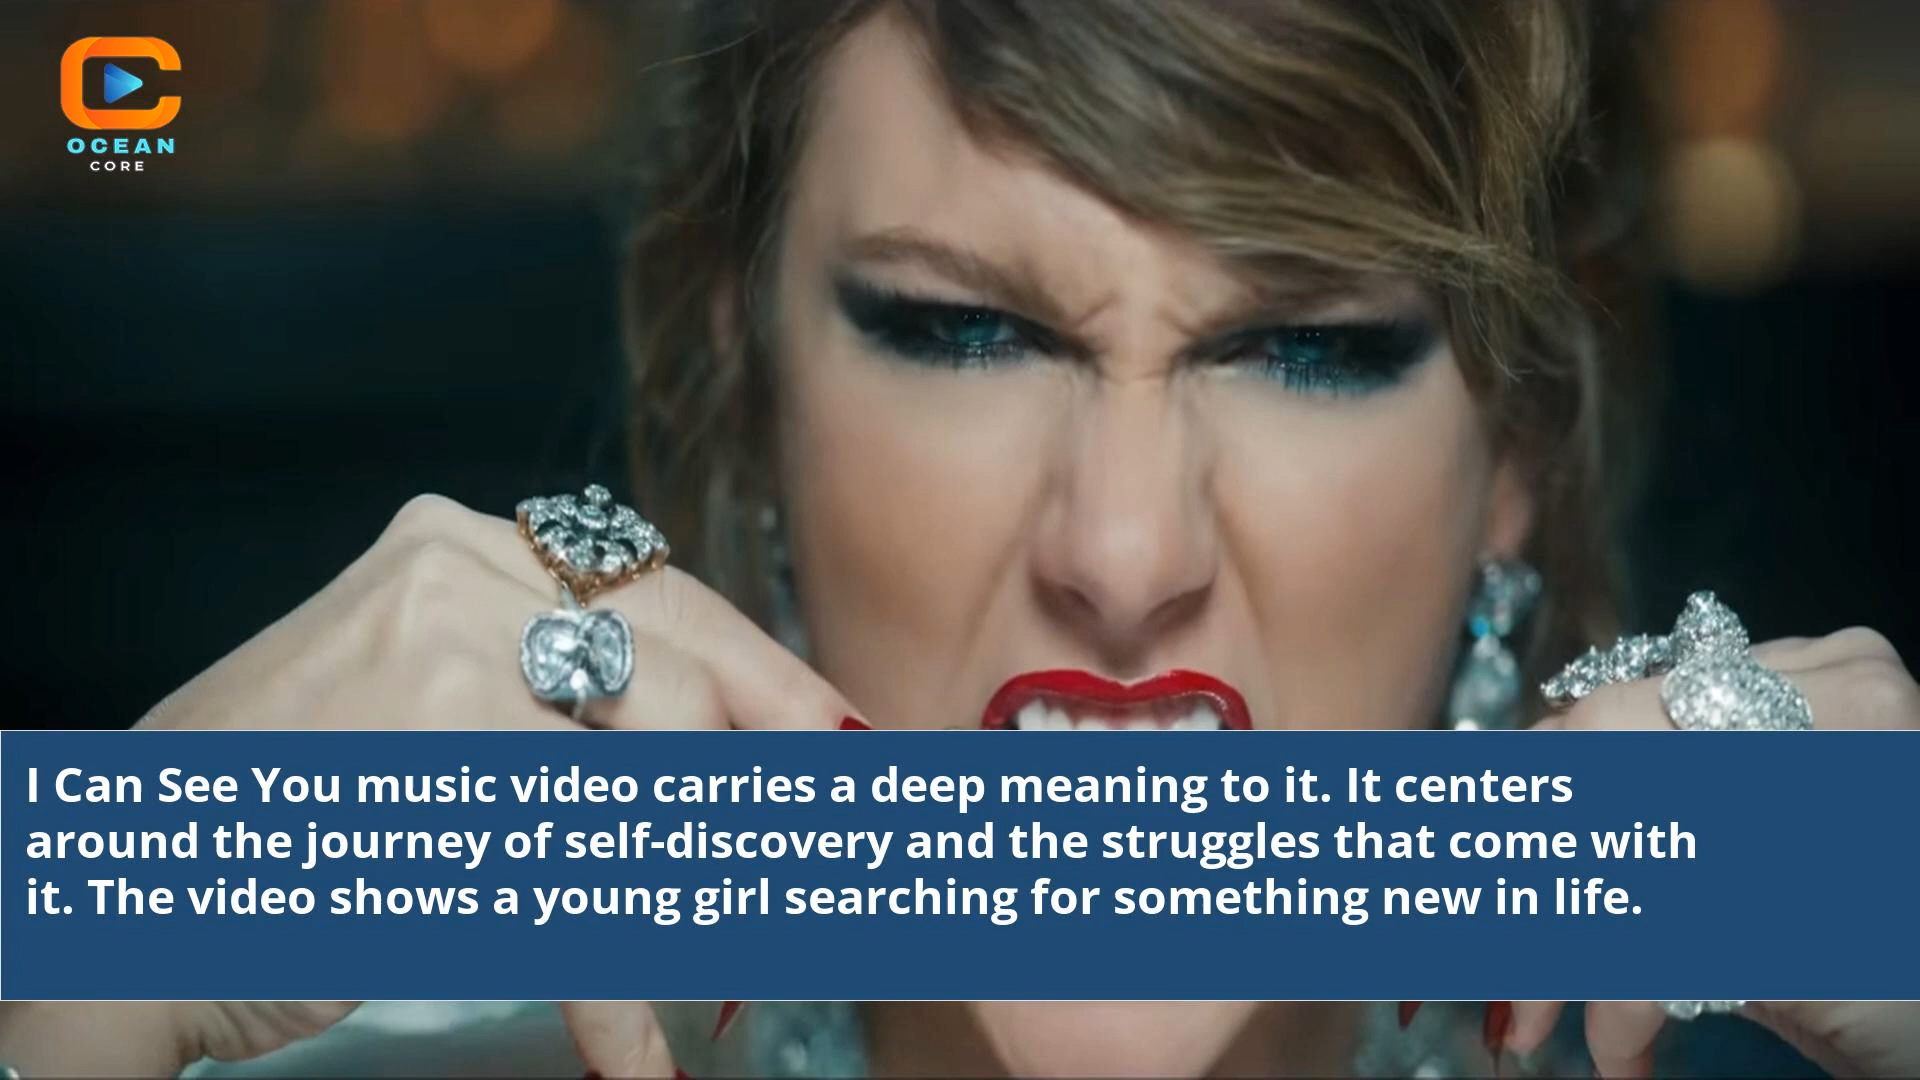 OCEAN
CORE
I Can See You music video carries a deep meaning to it. It centers
around the journey of self-discovery and the struggles that come with
it. The video shows a young girl searching for something new in life.